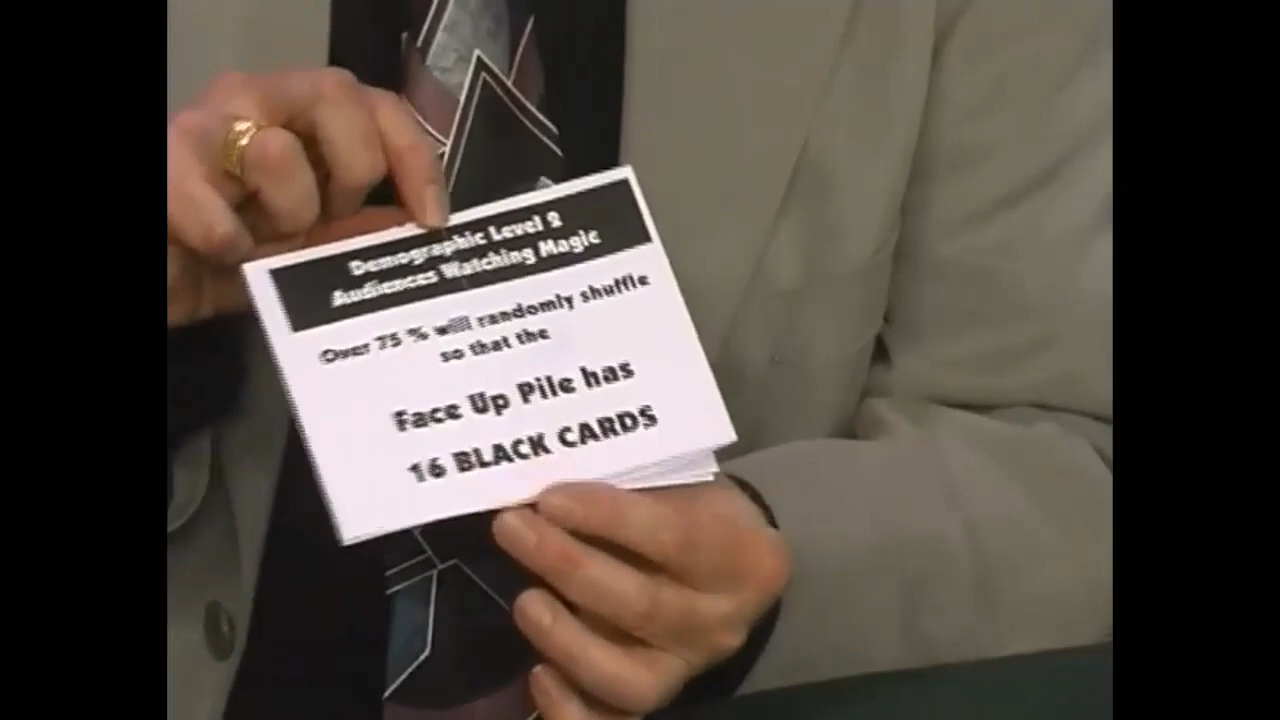 Demographic Level 2
Audiences Watching Magic
Over 75 % will randomly shuffle
so that the
Face Up Pile has
16 BLACK CARDS